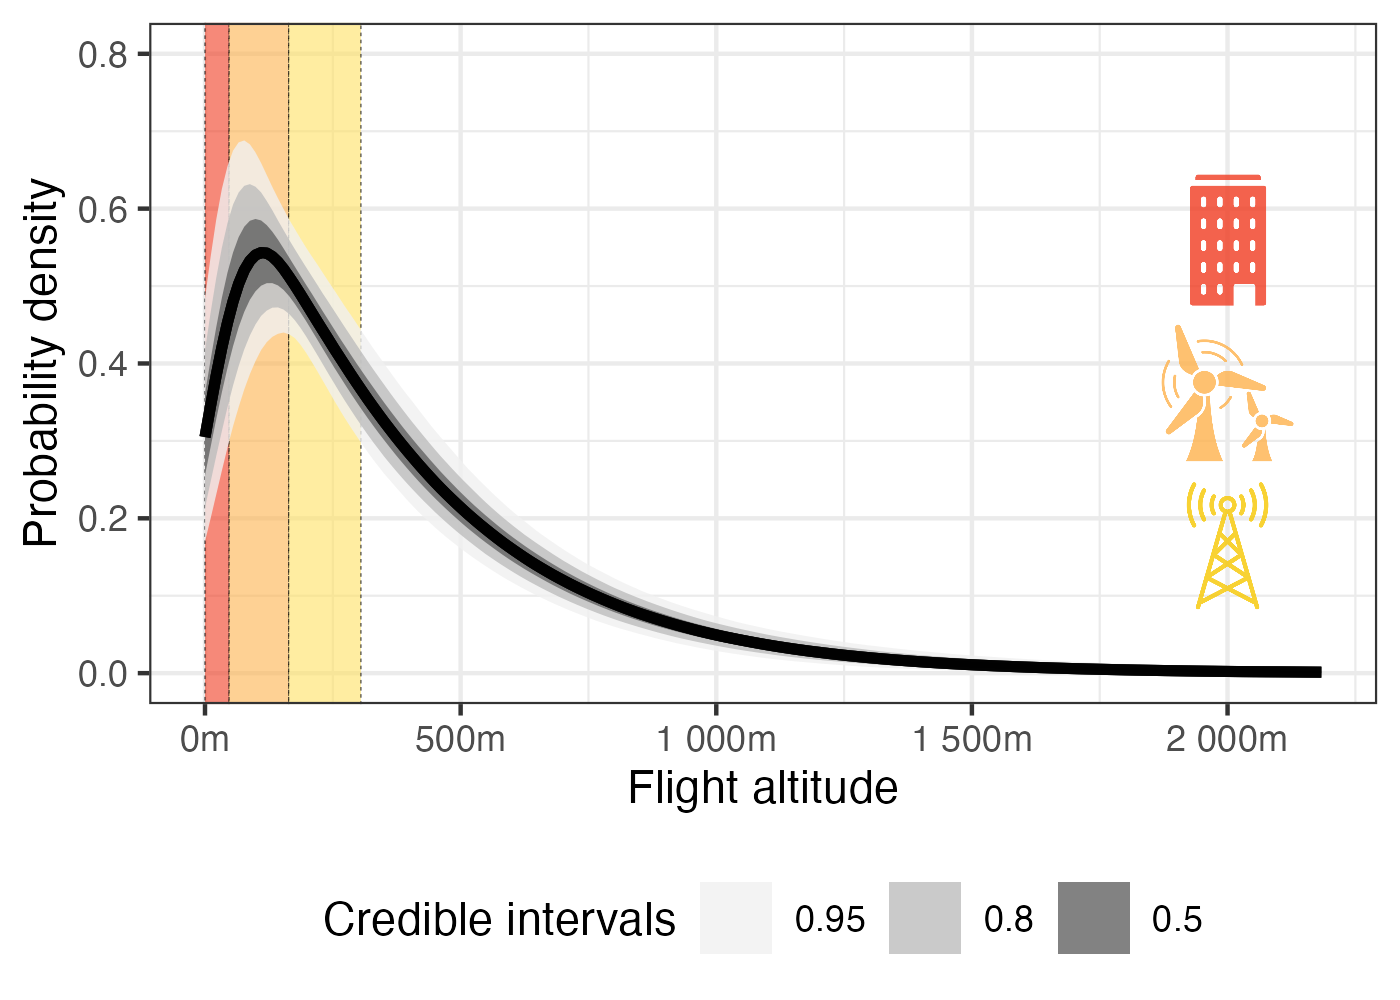 0.8
0.6
0.4
0.2
0.0
Probability density
0m 500m 1 000m 1 500m 2 000m
Flight altitude
Credible intervals 0.95 0.8 0.5